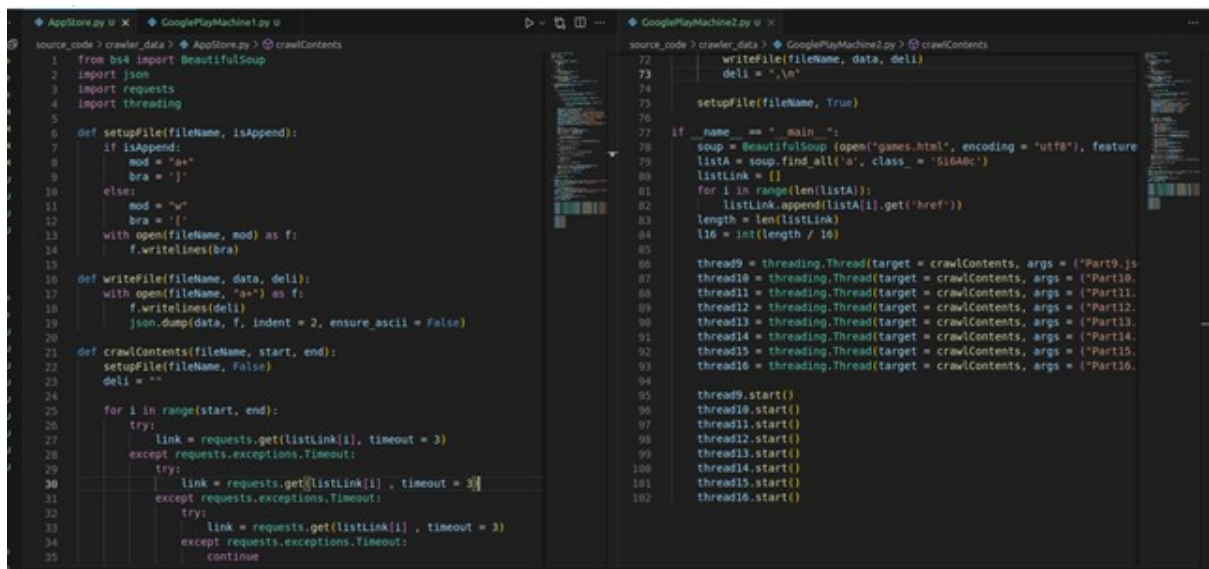 AppStore.py U X GooglePlayMachine1.py U
source_code > crawler_data > AppStore.py > crawlContents
1 from bs4 import BeautifulSoup
2 import json
3 import requests
4 import threading
5
6 def setupFile(fileName, isAppend):
7 if isAppend:
8 mod = "a+"
9 bra = ']'
10 else:
11 mod = "w"
12 bra = '['
13 with open(fileName, mod) as f:
14 f.writelines(bra)
15
16 def writeFile(fileName, data, deli):
17 with open(fileName, "a+") as f:
18 f.writelines(deli)
19 json.dump(data, f, indent = 2, ensure_ascii = False)
20
21 def crawlContents(fileName, start, end):
22 setupFile(fileName, False)
23 deli = ""
24
25 for i in range(start, end):
26 try:
27 link = requests.get(listLink[i], timeout = 3)
28 except requests.exceptions.Timeout:
29 try:
30 link = requests.get(listLink[i] , timeout = 3)
31 except requests.exceptions.Timeout:
32 try:
33 link = requests.get(listLink[i] , timeout = 3)
34 except requests.exceptions.Timeout:
35 continue
GooglePlayMachine2.py U X
source_code > crawler_data > GooglePlayMachine2.py > crawlContents
72 writeFile(fileName, data, deli)
73 deli = ",\n"
74
75 setupFile(fileName, True)
76
77 if __name__ == "__main__":
78 soup = BeautifulSoup (open("games.html", encoding = "utf8"), feature
79 listA = soup.find_all('a', class_ = 'Si6A0c')
80 listLink = []
81 for i in range(len(listA)):
82 listLink.append(listA[i].get('href'))
83 length = len(listLink)
84 l16 = int(length / 16)
85
86 thread9 = threading.Thread(target = crawlContents, args = ("Part9.js
87 thread10 = threading.Thread(target = crawlContents, args = ("Part10.
88 thread11 = threading.Thread(target = crawlContents, args = ("Part11.
89 thread12 = threading.Thread(target = crawlContents, args = ("Part12.
90 thread13 = threading.Thread(target = crawlContents, args = ("Part13.
91 thread14 = threading.Thread(target = crawlContents, args = ("Part14.
92 thread15 = threading.Thread(target = crawlContents, args = ("Part15.
93 thread16 = threading.Thread(target = crawlContents, args = ("Part16.
94
95 thread9.start()
96 thread10.start()
97 thread11.start()
98 thread12.start()
99 thread13.start()
100 thread14.start()
101 thread15.start()
102 thread16.start()